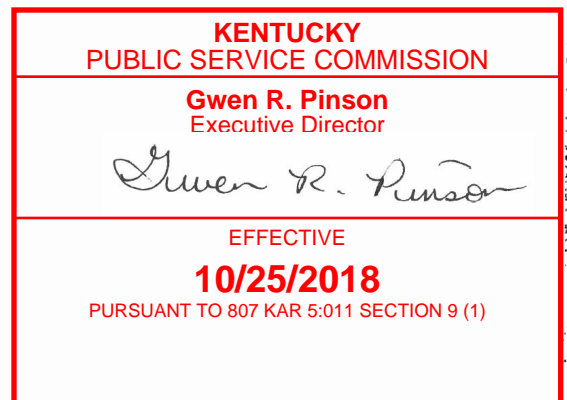 KENTUCKY
PUBLIC SERVICE COMMISSION
Gwen R. Pinson
Executive Director
Gwen R. Pinson
EFFECTIVE
10/25/2018
PURSUANT TO 807 KAR 5:011 SECTION 9 (1)